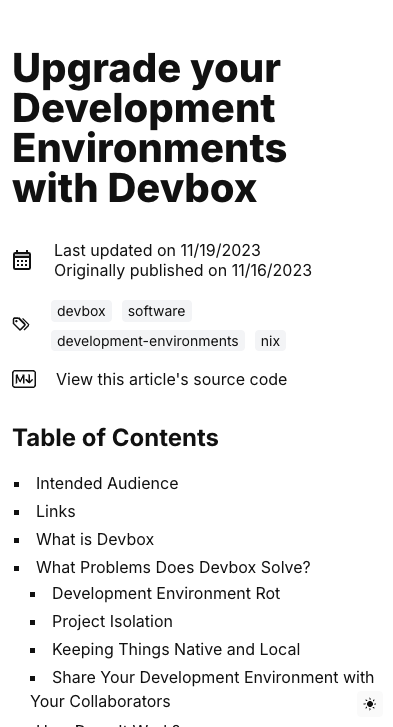 Upgrade your
Development
Environments
with Devbox
Last updated on 11/19/2023
Originally published on 11/16/2023
devbox software
development-environments nix
View this article's source code
Table of Contents
Intended Audience
Links
What is Devbox
What Problems Does Devbox Solve?
Development Environment Rot
Project Isolation
Keeping Things Native and Local
Share Your Development Environment with
Your Collaborators